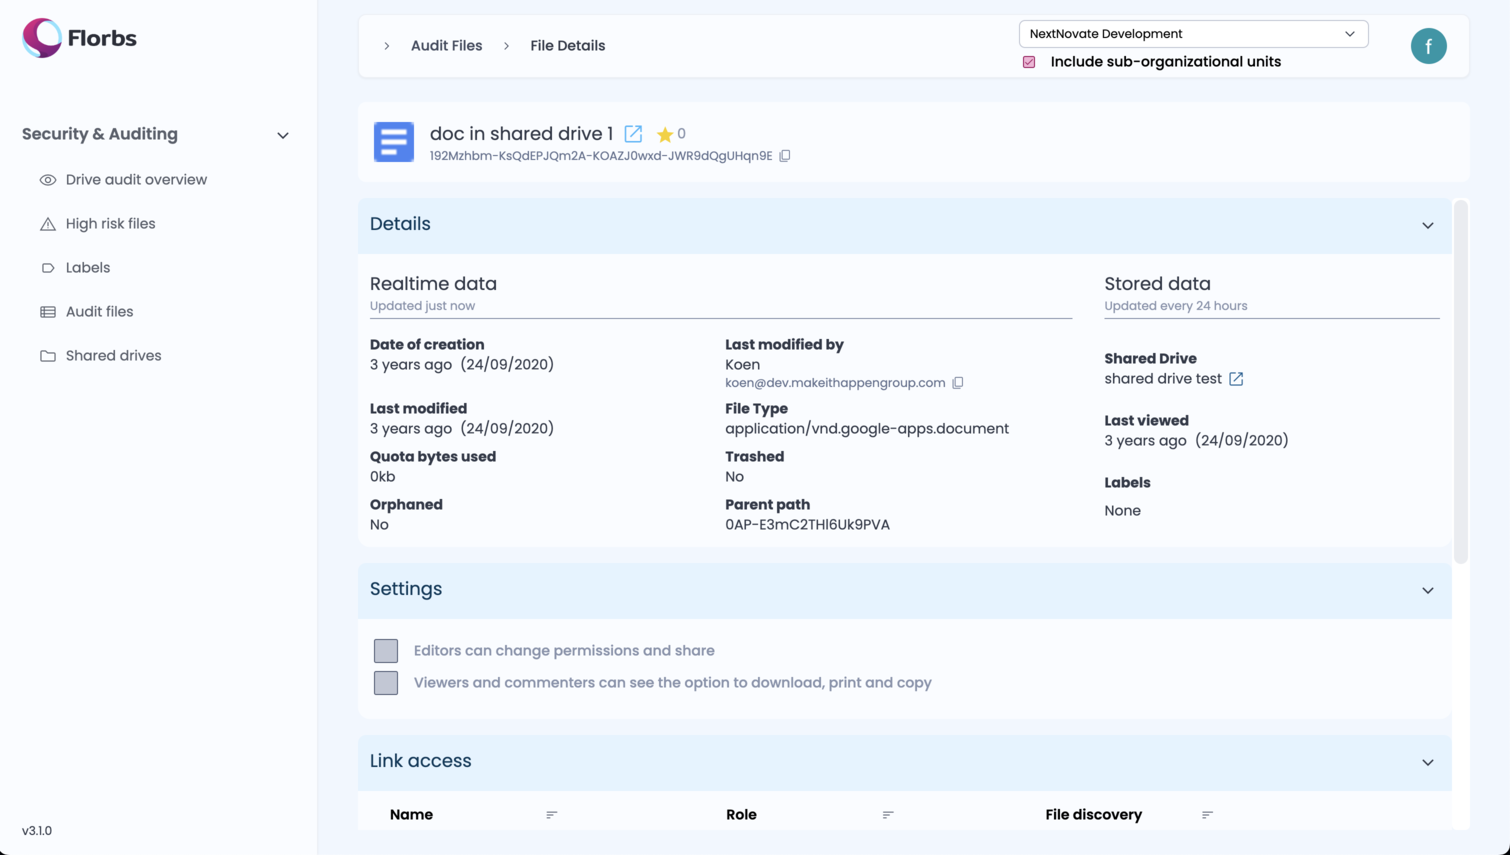 Florbs
Security & Auditing
Drive audit overview
High risk files
Labels
Audit files
Shared drives
v3.1.0
Audit Files
File Details
NextNovate Development
Include sub-organizational units
f
doc in shared drive 1
0
192Mzhbm-KsQdEPJQm2A-KOAZJ0wxd-JWR9dQgUHqn9E
Details
Realtime data
Updated just now
Date of creation
3 years ago (24/09/2020)
Last modified
3 years ago (24/09/2020)
Quota bytes used
0kb
Orphaned
No
Last modified by
Koen
koen@dev.makeithappengroup.com
File Type
application/vnd.google-apps.document
Trashed
No
Parent path
0AP-E3mC2THl6Uk9PVA
Stored data
Updated every 24 hours
Shared Drive
shared drive test
Last viewed
3 years ago (24/09/2020)
Labels
None
Settings
Editors can change permissions and share
Viewers and commenters can see the option to download, print and copy
Link access
Name
Role
File discovery